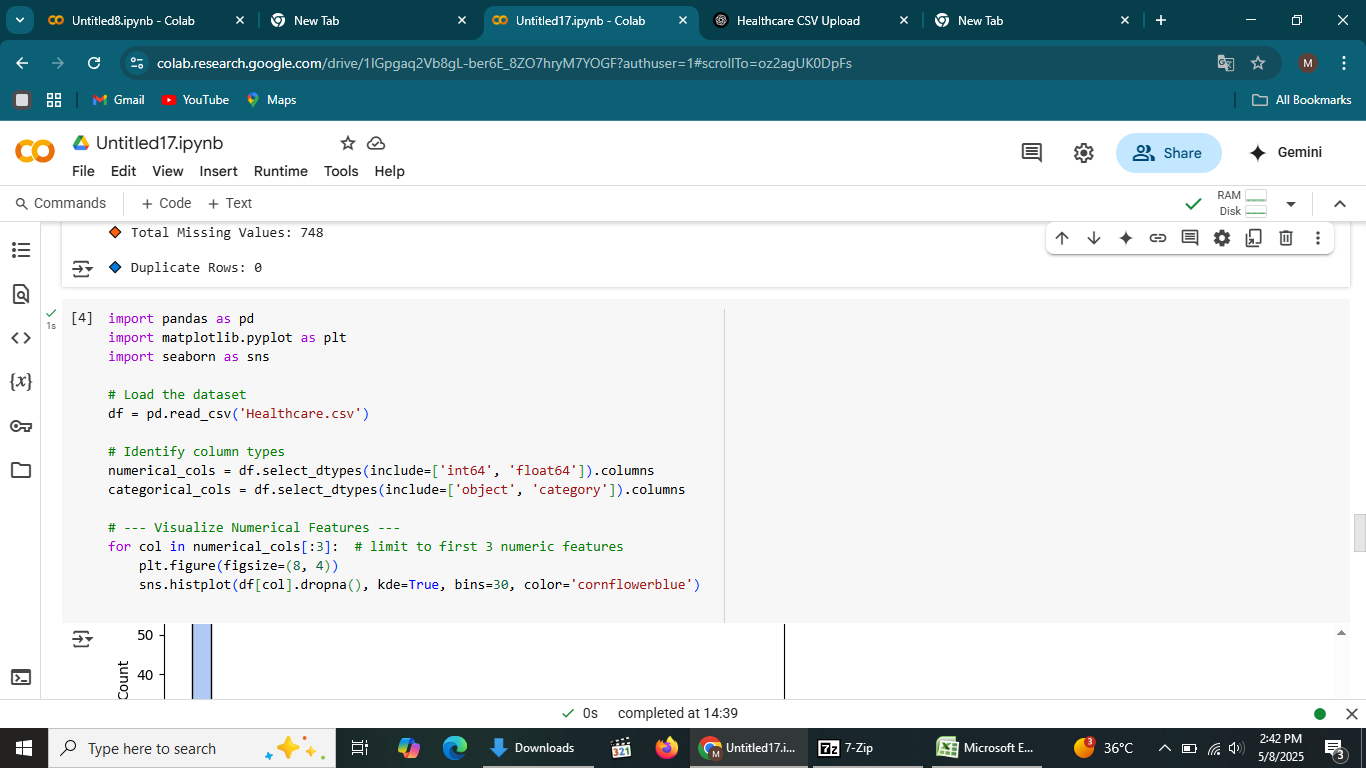 Untitled8.ipynb - Colab
New Tab
Untitled17.ipynb - Colab
Healthcare CSV Upload
New Tab
colab.research.google.com/drive/1IGpgaq2Vb8gL-ber6E_8ZO7hryM7YOGF?authuser=1#scrollTo=oz2agUK0DpFs
M
Gmail
YouTube
Maps
All Bookmarks
Untitled17.ipynb
File Edit View Insert Runtime Tools Help
Share
Gemini
Commands
+ Code
+ Text
RAM
Disk
Total Missing Values: 748
Duplicate Rows: 0
[4]
1s
import pandas as pd
import matplotlib.pyplot as plt
import seaborn as sns
# Load the dataset
df = pd.read_csv('Healthcare.csv')
# Identify column types
numerical_cols = df.select_dtypes(include=['int64', 'float64']).columns
categorical_cols = df.select_dtypes(include=['object', 'category']).columns
# --- Visualize Numerical Features ---
for col in numerical_cols[:3]:  # limit to first 3 numeric features
    plt.figure(figsize=(8, 4))
    sns.histplot(df[col].dropna(), kde=True, bins=30, color='cornflowerblue')
50
40
Count
0s completed at 14:39
Type here to search
Downloads
321
M
Untitled17.i...
7z
7-Zip
Microsoft E...
3
36°C
2:42 PM
5/8/2025
3